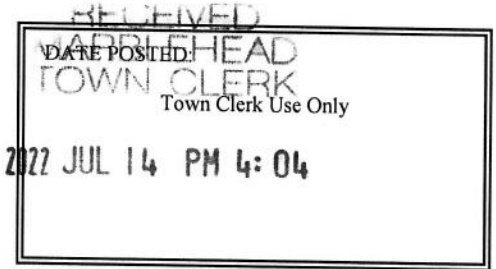 RECEIVED
MARBLEHEAD
DATE POSTED:
TOWN CLERK
Town Clerk Use Only
2022 JUL 14 PM 4:04